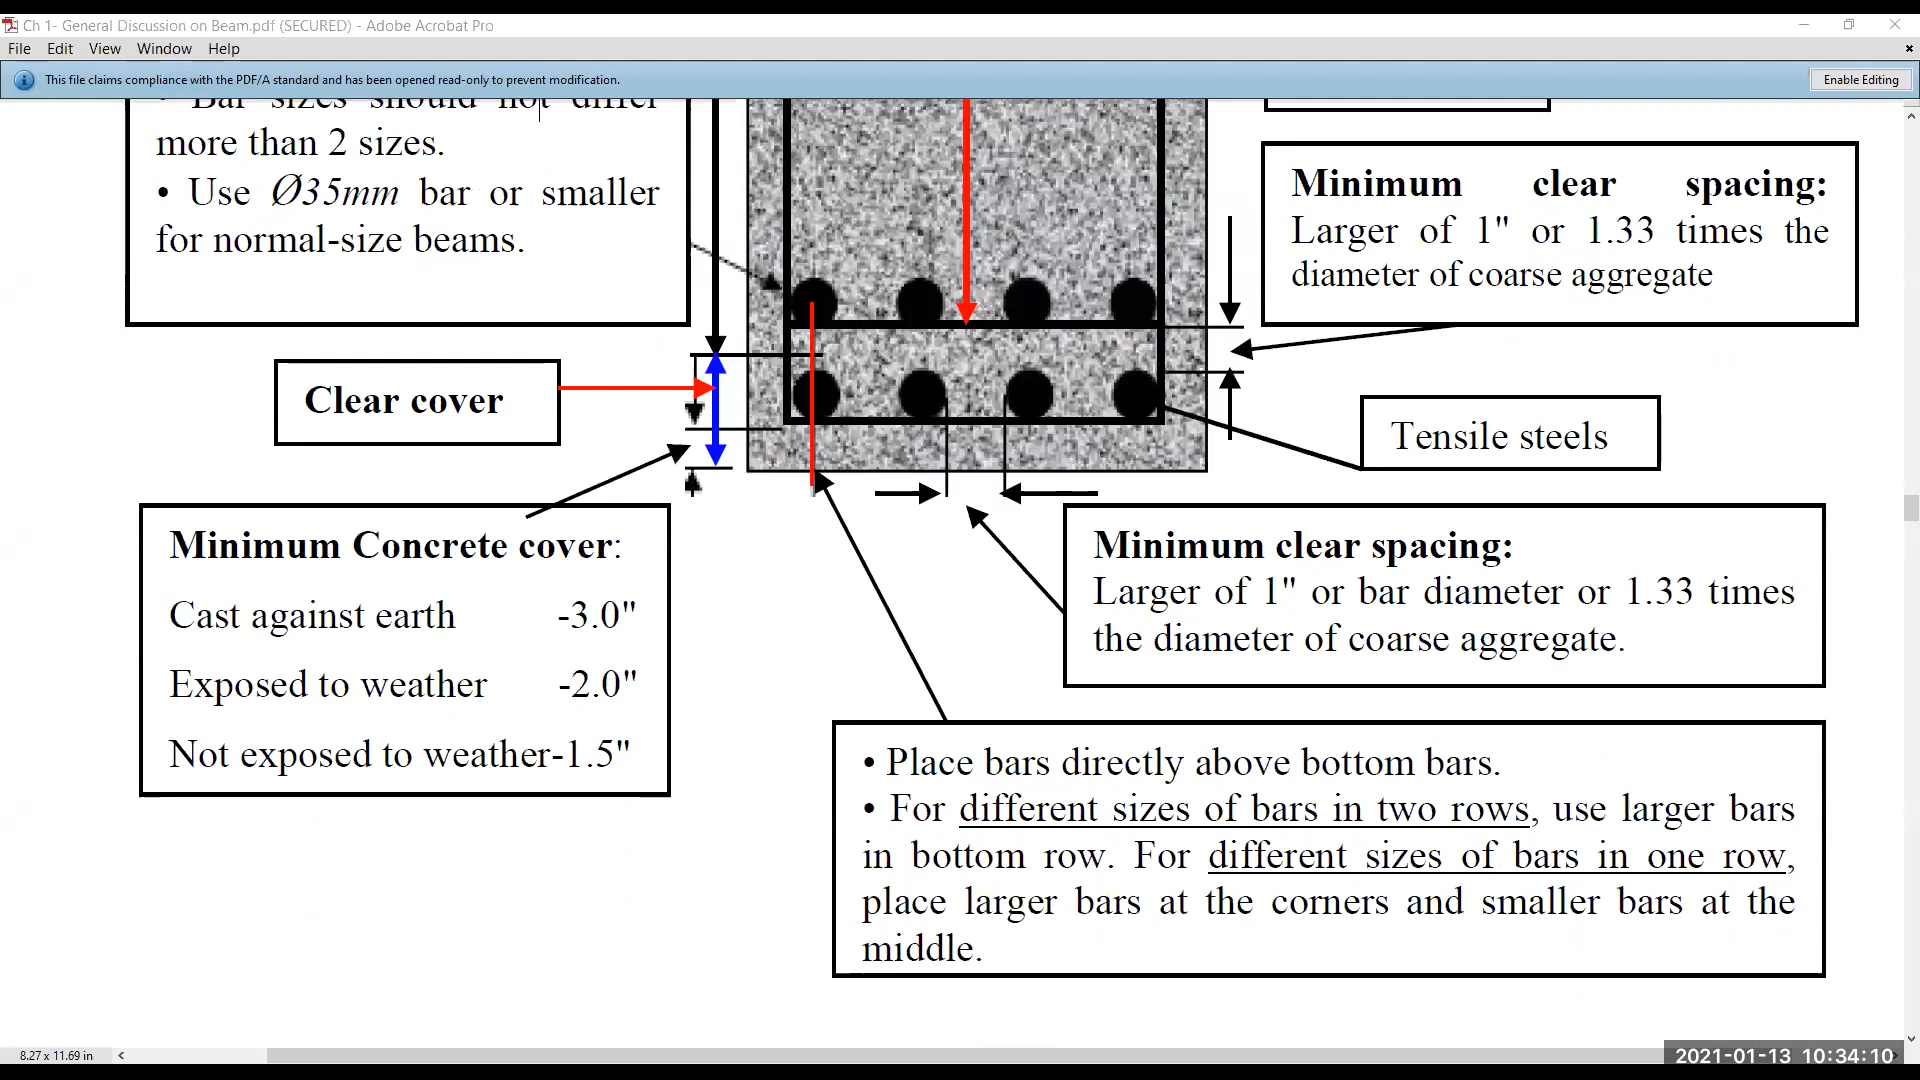 Ch 1- General Discussion on Beam.pdf (SECURED) - Adobe Acrobat Pro
File Edit View Window Help
This file claims compliance with the PDF/A standard and has been opened read-only to prevent modification.
Enable Editing
• Bar sizes should not differ
more than 2 sizes.
• Use Ø35mm bar or smaller
for normal-size beams.
Minimum clear spacing:
Larger of 1" or 1.33 times the
diameter of coarse aggregate
Clear cover
Tensile steels
Minimum Concrete cover:
Cast against earth -3.0"
Exposed to weather -2.0"
Not exposed to weather-1.5"
Minimum clear spacing:
Larger of 1" or bar diameter or 1.33 times
the diameter of coarse aggregate.
• Place bars directly above bottom bars.
• For different sizes of bars in two rows, use larger bars
in bottom row. For different sizes of bars in one row,
place larger bars at the corners and smaller bars at the
middle.
8.27 x 11.69 in
2021-01-13 10:34:10